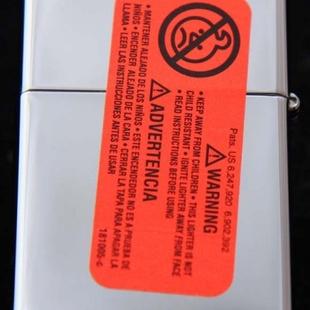 Pats. US 6,247,920 6,902,392
⚠WARNING
• KEEP AWAY FROM CHILDREN • THIS LIGHTER IS NOT
CHILD RESISTANT • IGNITE LIGHTER AWAY FROM FACE
• READ INSTRUCTIONS BEFORE USING
⚠ADVERTENCIA
• MANTENER ALEJADO DE LOS NIÑOS • ESTE ENCENDEDOR NO ES A PRUEBA DE
NIÑOS • ENCENDER ALEJADO DE LA CARA • CERRAR LA TAPA PARA APAGAR LA
LLAMA • LEER LAS INSTRUCCIONES ANTES DE USAR
181005-c